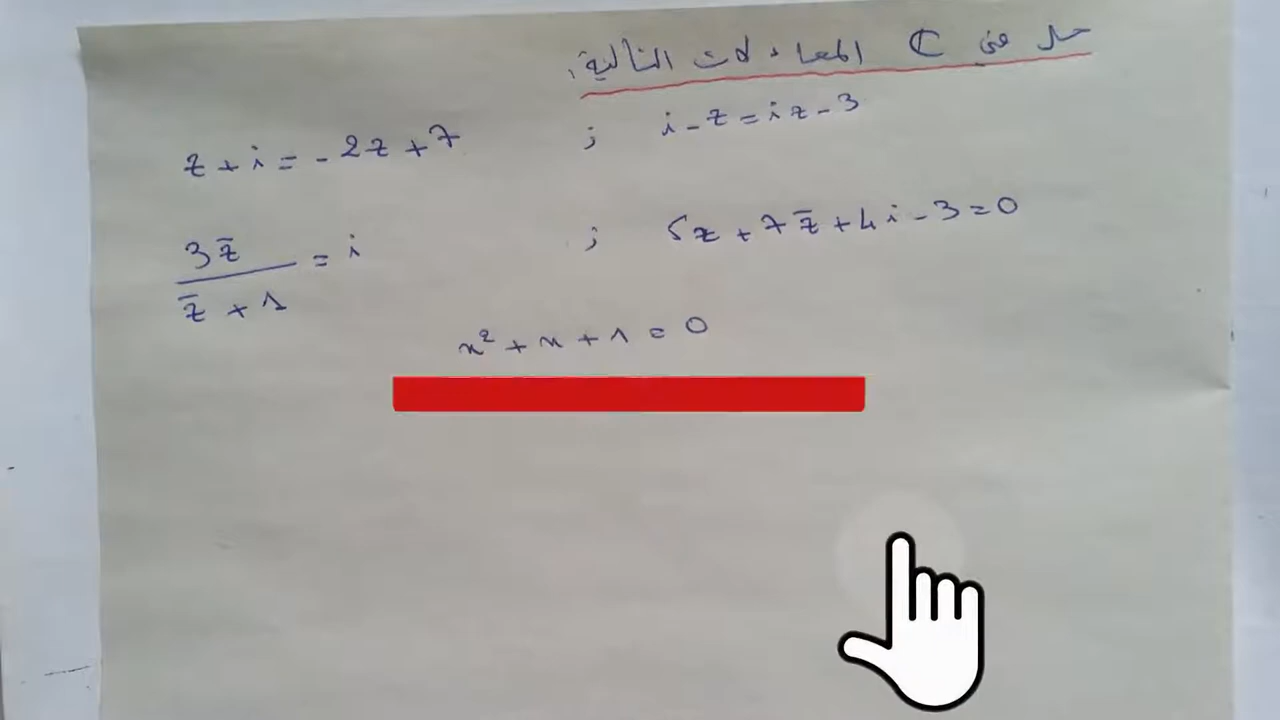 حل في ℂ المعادلات التالية:
z + i = -2z + 7 ; i - z = iz - 3
3z̄ / (z̄ + 1) = i ; 5z + 7z̄ + 4i - 3 = 0
x² + x + 1 = 0